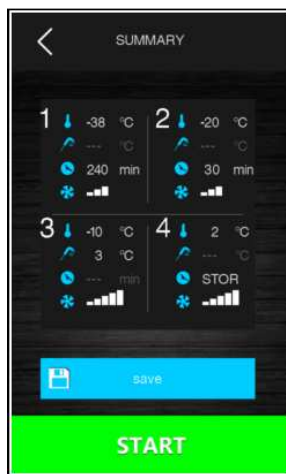 SUMMARY
1 -38 °C
--- °C
240 min
2 -20 °C
--- °C
30 min
3 -10 °C
3 °C
--- min
4 2 °C
--- °C
STOR
save
START